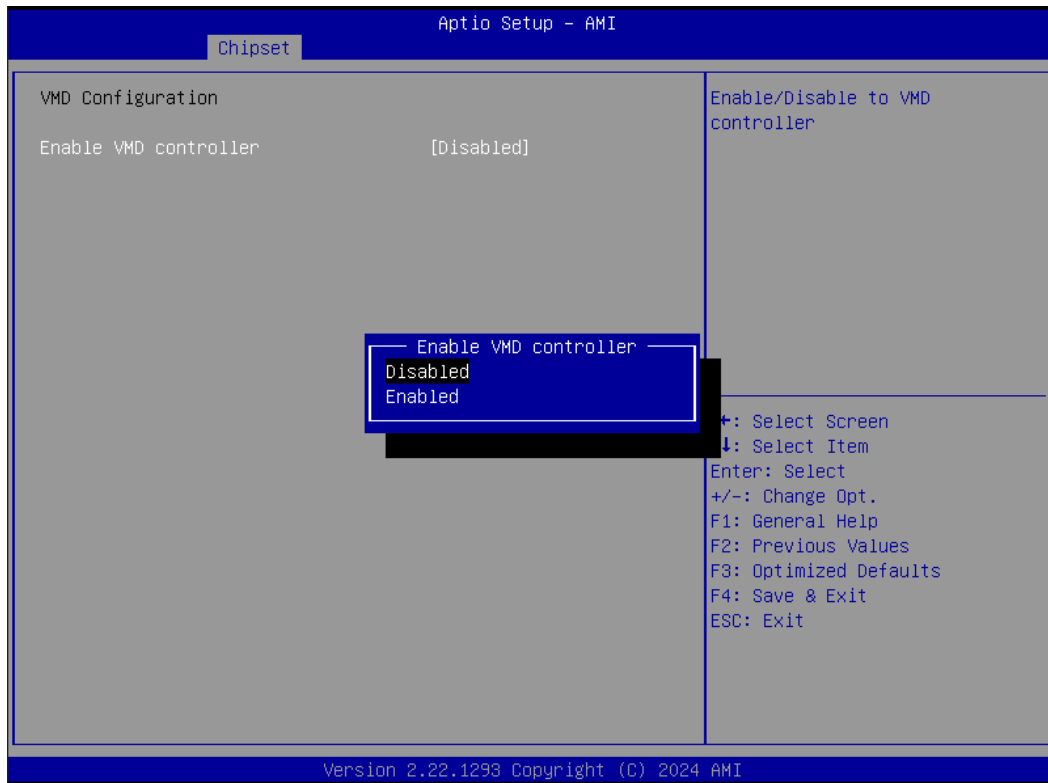 Aptio Setup - AMI
Chipset
VMD Configuration
Enable VMD controller [Disabled]
Enable/Disable to VMD
controller
Enable VMD controller
Disabled
Enabled
: Select Screen
: Select Item
Enter: Select
+/-: Change Opt.
F1: General Help
F2: Previous Values
F3: Optimized Defaults
F4: Save & Exit
ESC: Exit
Version 2.22.1293 Copyright (C) 2024 AMI